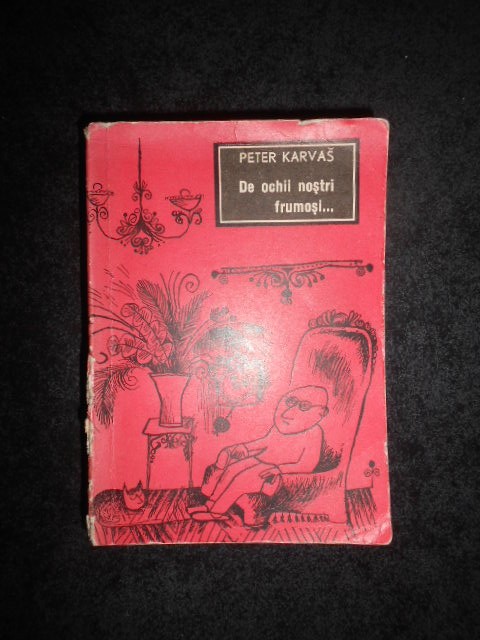 PETER KARVAŠ
De ochii noştri
frumoşi...